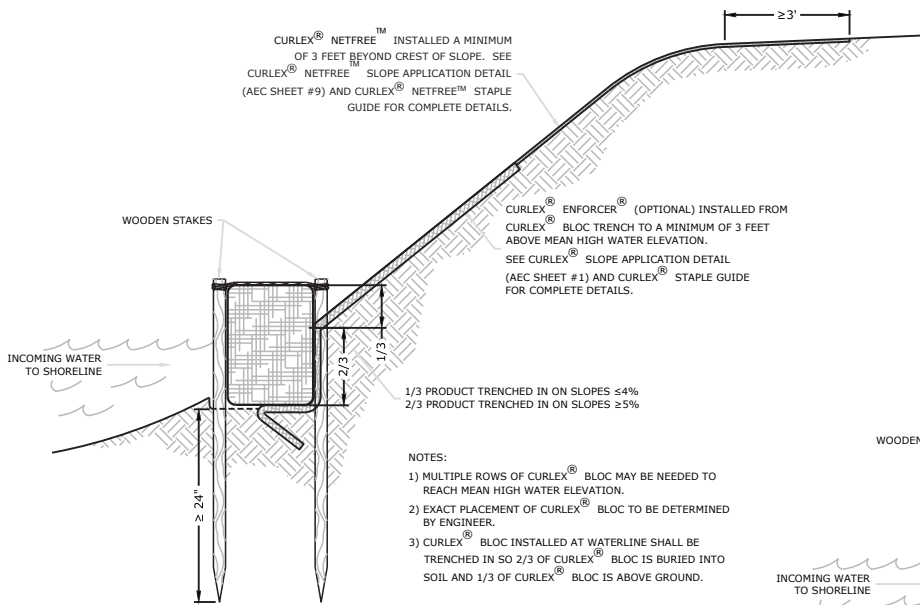 ≥3'
CURLEX® NETFREE™ INSTALLED A MINIMUM
OF 3 FEET BEYOND CREST OF SLOPE. SEE
CURLEX® NETFREE™ SLOPE APPLICATION DETAIL
(AEC SHEET #9) AND CURLEX® NETFREE™ STAPLE
GUIDE FOR COMPLETE DETAILS.
WOODEN STAKES
CURLEX® ENFORCER® (OPTIONAL) INSTALLED FROM
CURLEX® BLOC TRENCH TO A MINIMUM OF 3 FEET
ABOVE MEAN HIGH WATER ELEVATION.
SEE CURLEX® SLOPE APPLICATION DETAIL
(AEC SHEET #1) AND CURLEX® STAPLE GUIDE
FOR COMPLETE DETAILS.
1/3
2/3
INCOMING WATER
TO SHORELINE
1/3 PRODUCT TRENCHED IN ON SLOPES ≤4%
2/3 PRODUCT TRENCHED IN ON SLOPES ≥5%
≥ 24"
NOTES:
1) MULTIPLE ROWS OF CURLEX® BLOC MAY BE NEEDED TO
REACH MEAN HIGH WATER ELEVATION.
2) EXACT PLACEMENT OF CURLEX® BLOC TO BE DETERMINED
BY ENGINEER.
3) CURLEX® BLOC INSTALLED AT WATERLINE SHALL BE
TRENCHED IN SO 2/3 OF CURLEX® BLOC IS BURIED INTO
SOIL AND 1/3 OF CURLEX® BLOC IS ABOVE GROUND.
WOODEN
INCOMING WATER
TO SHORELINE